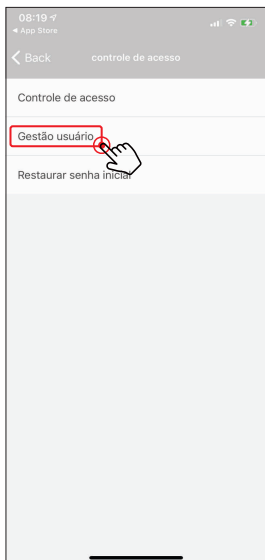 08:19
◀ App Store
Back
controle de acesso
Controle de acesso
Gestão usuário
Restaurar senha inicial